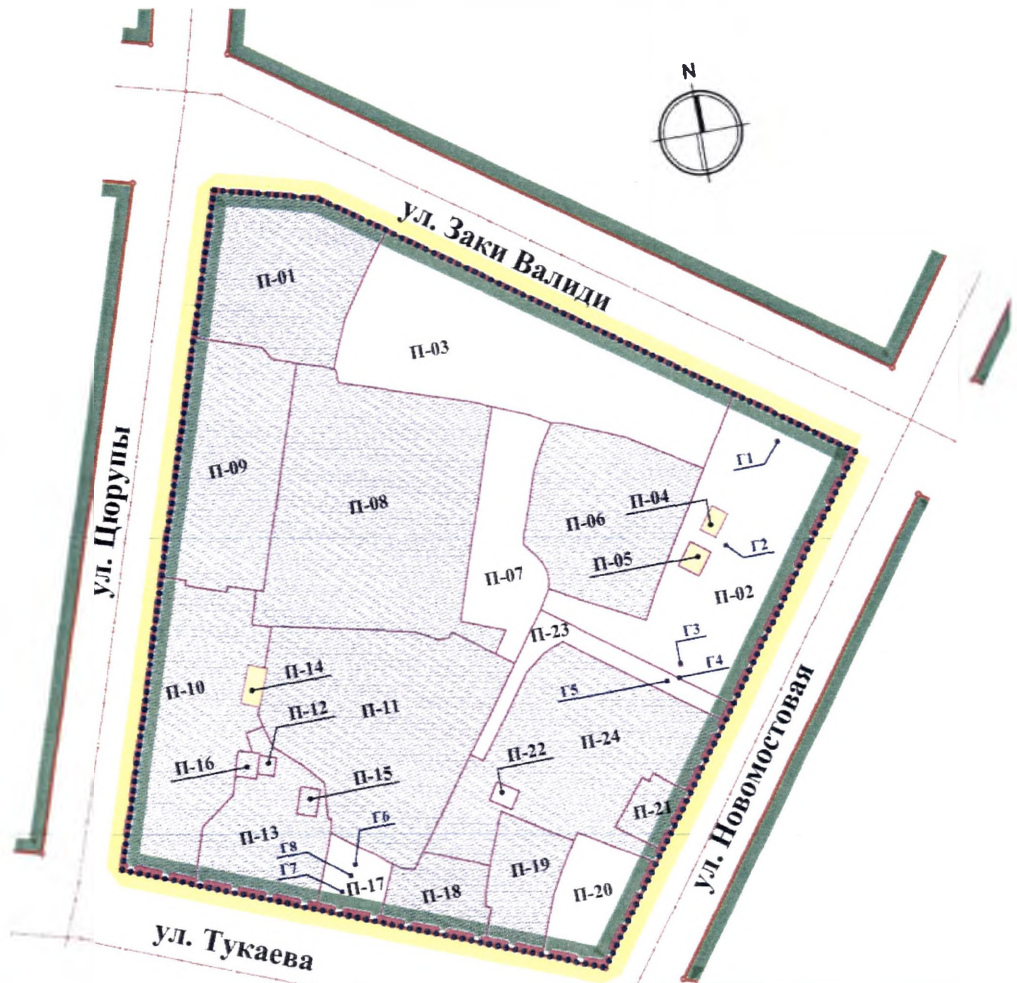 N
ул. Заки Валиди
П-01
П-03
Г1
П-09
П-04
П-08
П-06
Г2
П-05
ул. Цюрупы
П-07
П-02
П-23
Г3
Г4
П-14
Г5
П-10
П-12
П-11
П-24
П-22
П-16
П-15
ул. Новомостовая
П-21
Г6
П-13
Г8
Г7
П-17
П-18
П-19
П-20
ул. Тукаева